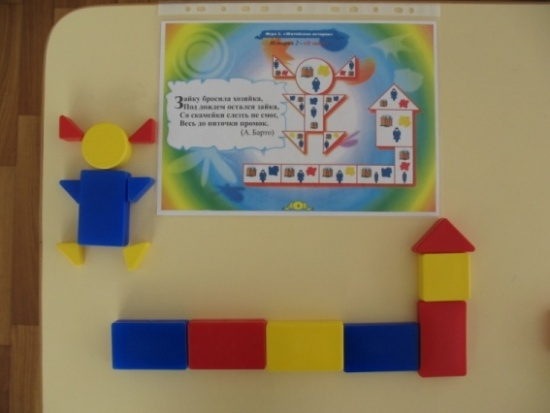 Зайку бросила хозяйка,
Под дождем остался зайка,
Со скамейки слезть не смог,
Весь до ниточки промок.
(А. Барто)